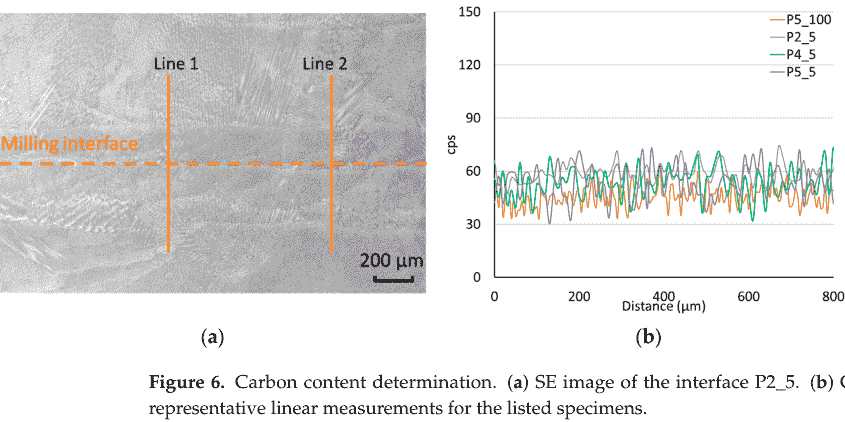 Line 1
Line 2
Milling interface
200 µm
150
120
90
60
30
0
cps
P5_100
P2_5
P4_5
P5_5
0
200
400
600
800
Distance (µm)
(a)
(b)
Figure 6. Carbon content determination. (a) SE image of the interface P2_5. (b)
representative linear measurements for the listed specimens.